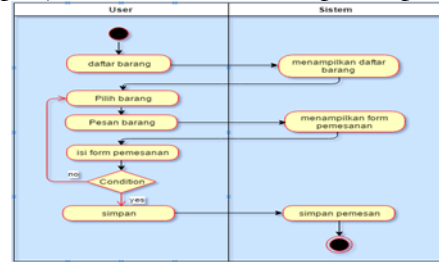 User
Sistem
daftar barang
menampilkan daftar
barang
Pilih barang
Pesan barang
menampilkan form
pemesanan
isi form pemesanan
no
Condition
yes
simpan
simpan pemesan